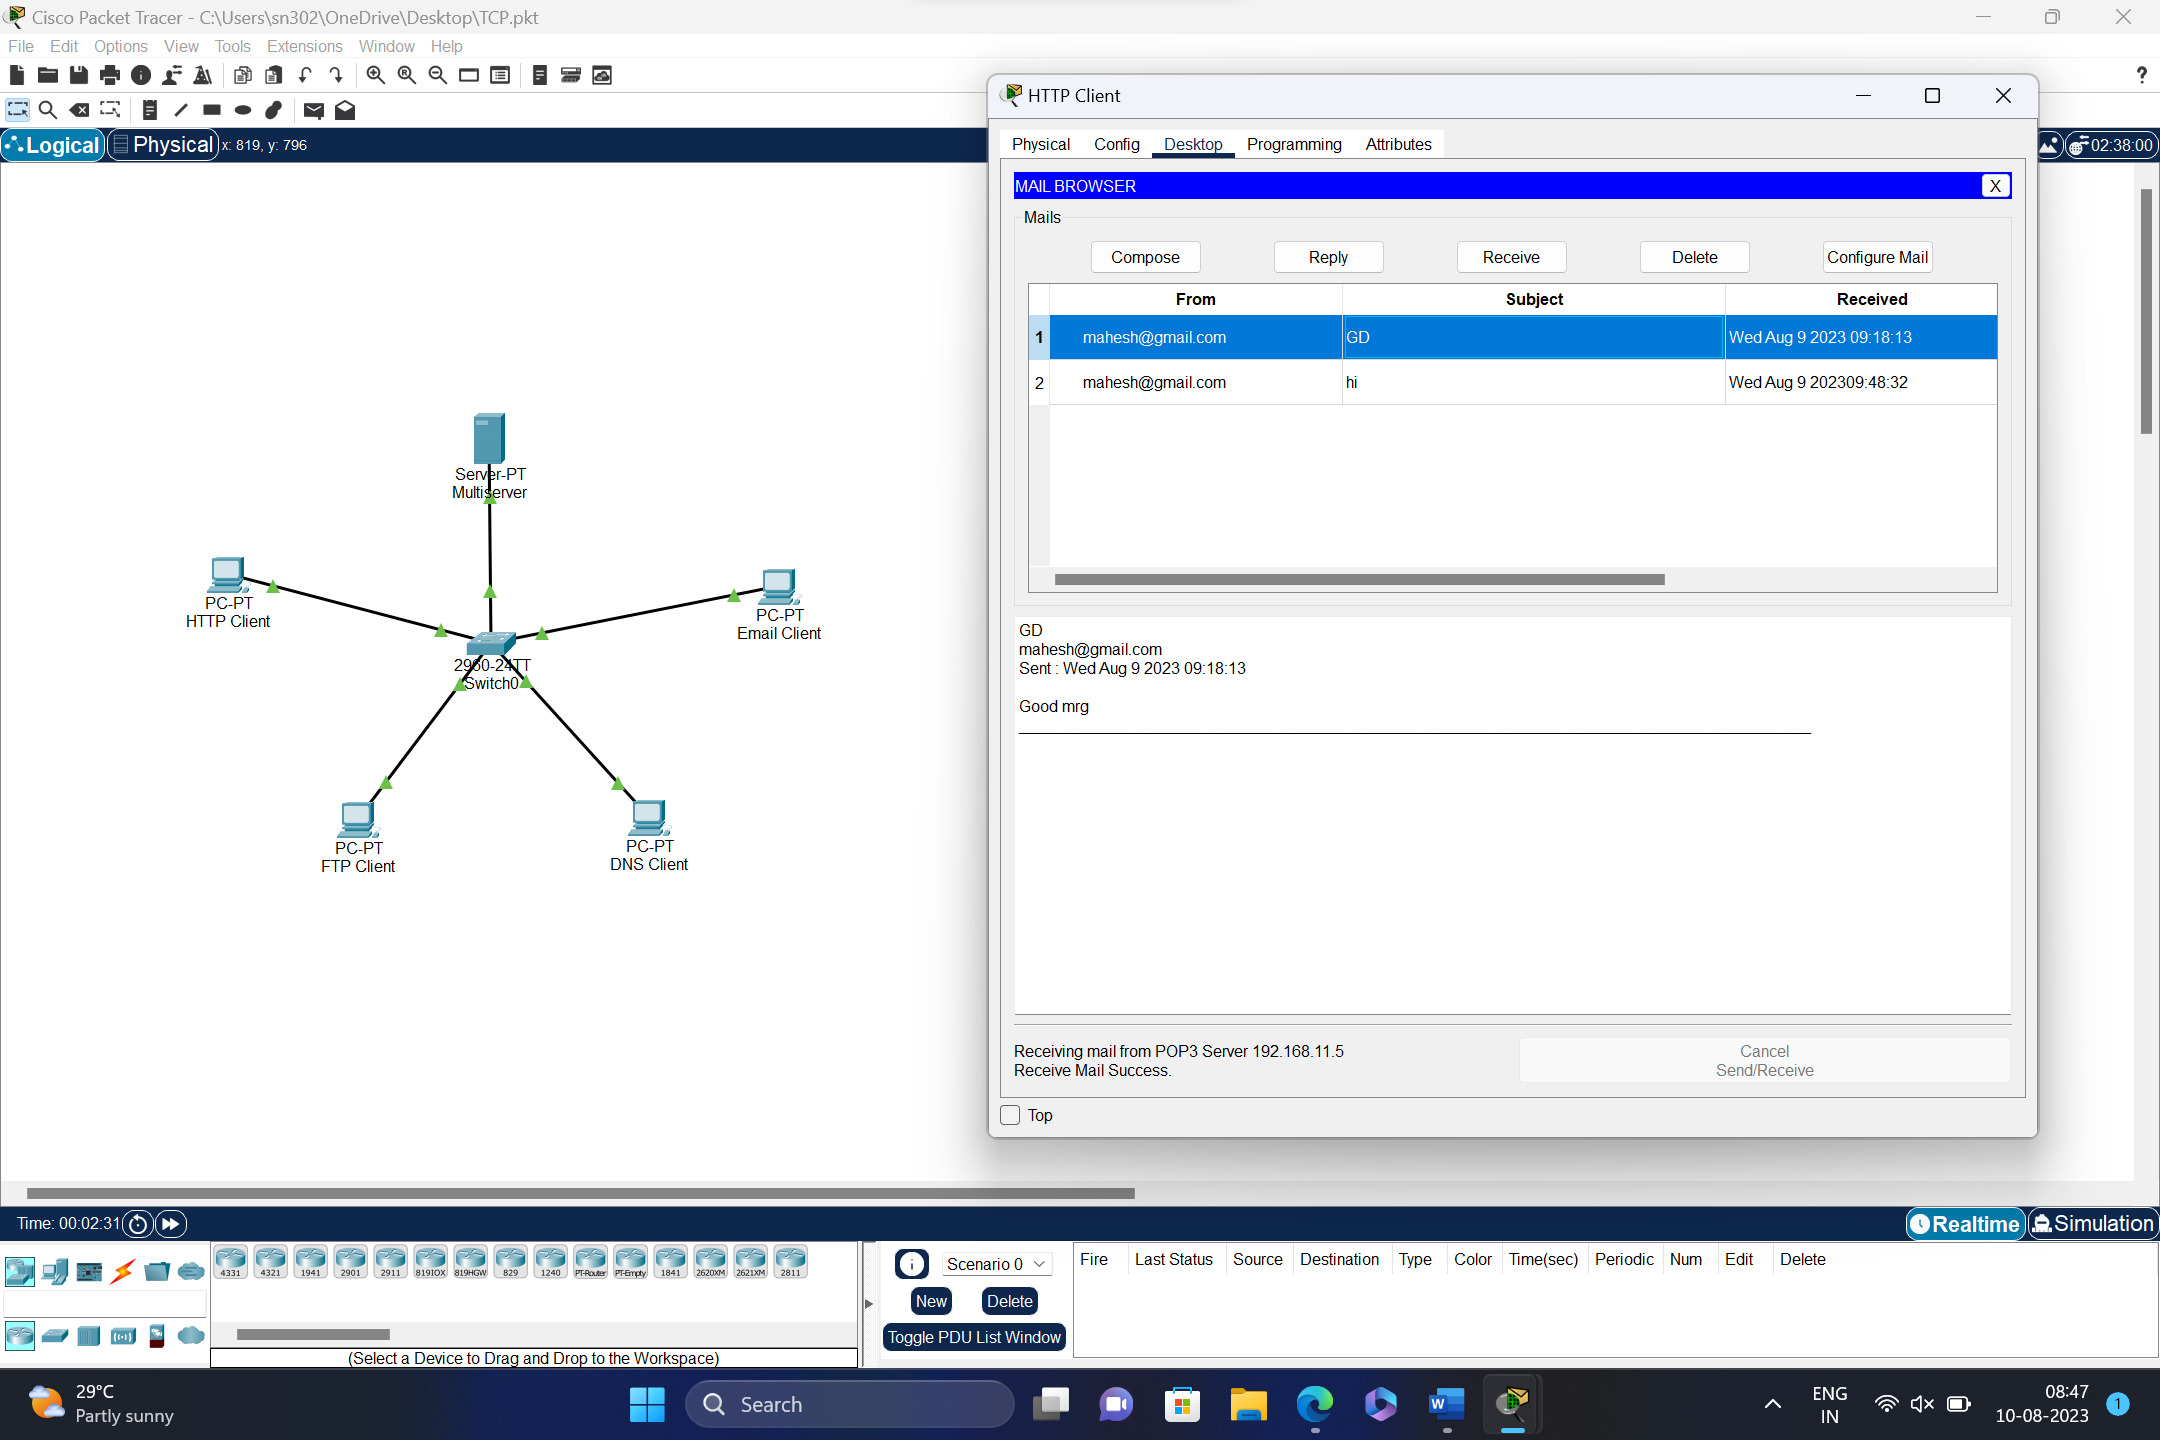 Cisco Packet Tracer - C:\Users\sn302\OneDrive\Desktop\TCP.pkt
File Edit Options View Tools Extensions Window Help
?
Logical Physical x: 819, y: 796
02:38:00
Server-PT
Multiserver
PC-PT
HTTP Client
PC-PT
Email Client
2960-24TT
Switch0
PC-PT
FTP Client
PC-PT
DNS Client
HTTP Client
Physical Config Desktop Programming Attributes
MAIL BROWSER X
Mails
Compose Reply Receive Delete Configure Mail
From Subject Received
1 mahesh@gmail.com GD Wed Aug 9 2023 09:18:13
2 mahesh@gmail.com hi Wed Aug 9 202309:48:32
GD
mahesh@gmail.com
Sent : Wed Aug 9 2023 09:18:13
Good mrg
Receiving mail from POP3 Server 192.168.11.5
Receive Mail Success.
Cancel
Send/Receive
Top
Time: 00:02:31
Realtime Simulation
4331 4321 1941 2901 2911 819IOX 819HGW 829 1240 PT-Router PT-Empty 1841 2620XM 2621XM 2811
(Select a Device to Drag and Drop to the Workspace)
Scenario 0
New Delete
Toggle PDU List Window
Fire Last Status Source Destination Type Color Time(sec) Periodic Num Edit Delete
29°C
Partly sunny
Search
ENG
IN
08:47
10-08-2023
1